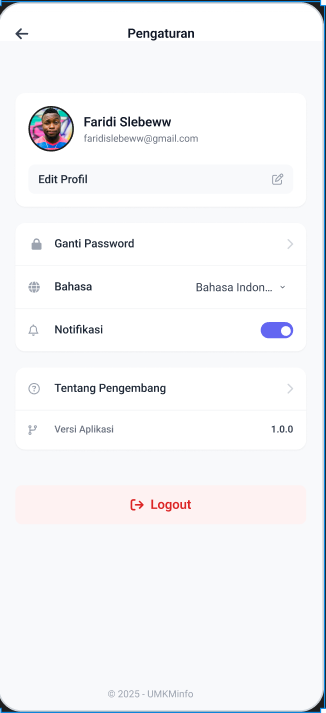 Pengaturan
Faridi Slebeww
faridislebeww@gmail.com
Edit Profil
Ganti Password
Bahasa Bahasa Indon...
Notifikasi
Tentang Pengembang
Versi Aplikasi 1.0.0
Logout
© 2025 - UMKMinfo